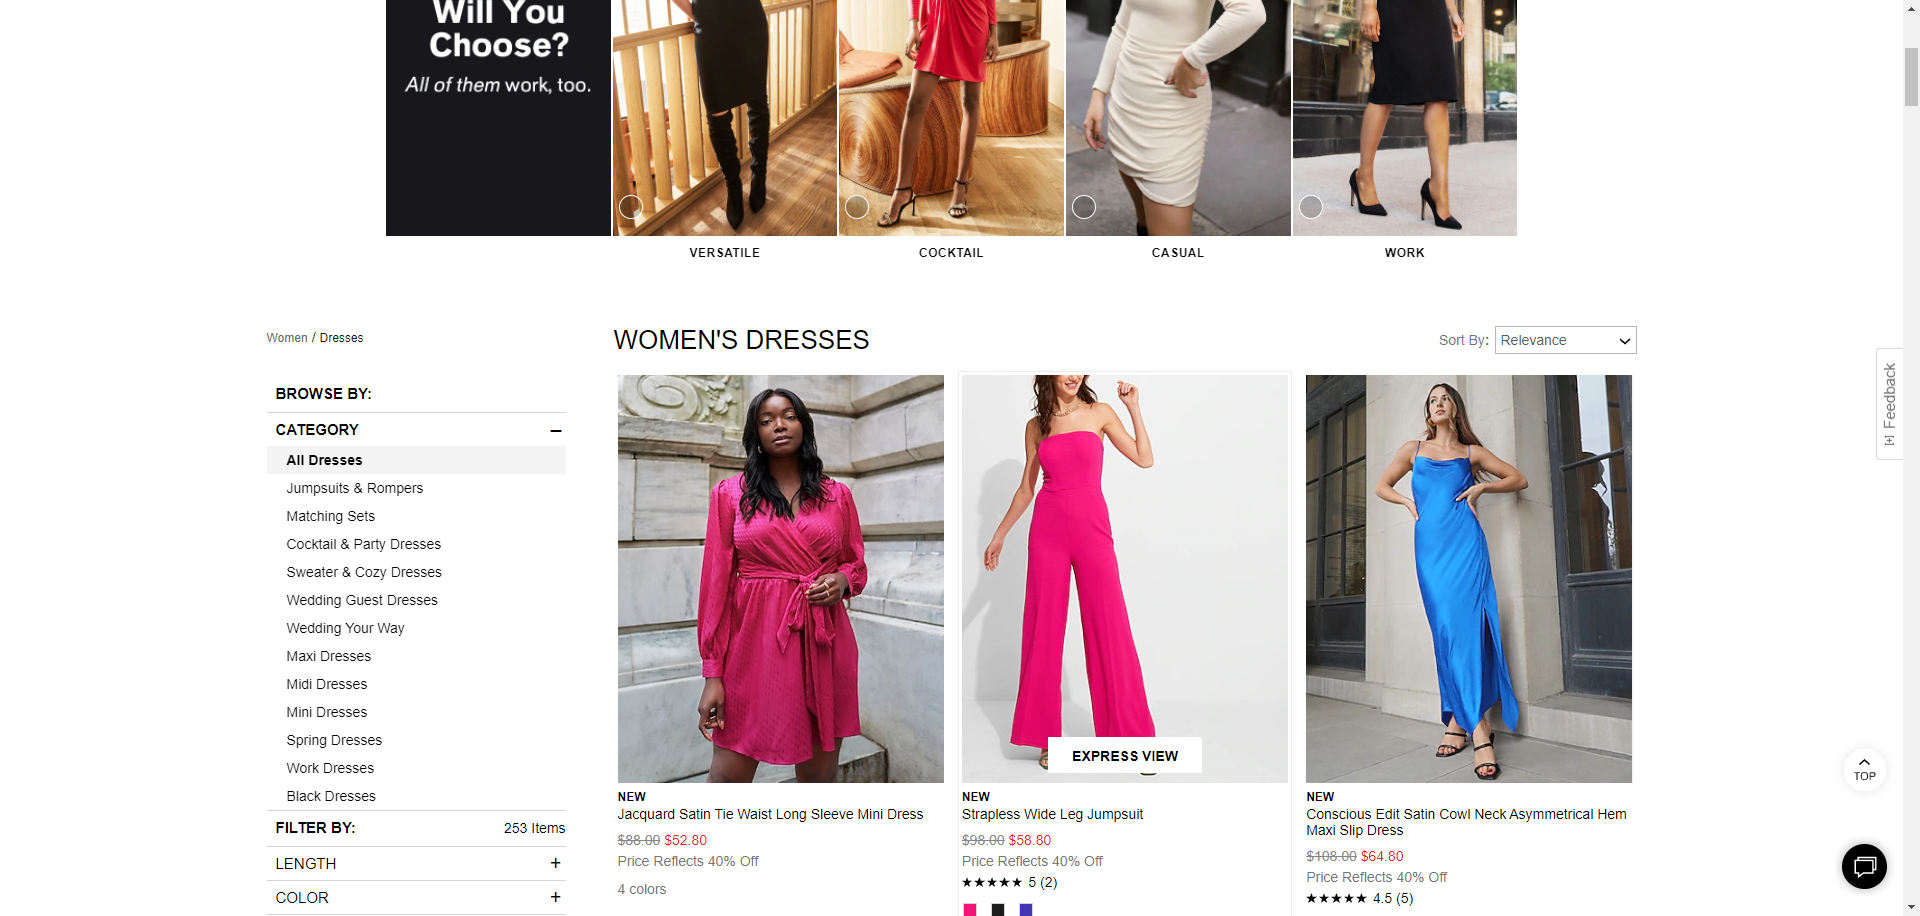 Will You
Choose?
All of them work, too.
VERSATILE
COCKTAIL
CASUAL
WORK
Women / Dresses
WOMEN'S DRESSES
Sort By: Relevance
BROWSE BY:
CATEGORY
All Dresses
Jumpsuits & Rompers
Matching Sets
Cocktail & Party Dresses
Sweater & Cozy Dresses
Wedding Guest Dresses
Wedding Your Way
Maxi Dresses
Midi Dresses
Mini Dresses
Spring Dresses
Work Dresses
Black Dresses
FILTER BY: 253 Items
LENGTH +
COLOR +
NEW
Jacquard Satin Tie Waist Long Sleeve Mini Dress
$88.00 $52.80
Price Reflects 40% Off
4 colors
EXPRESS VIEW
NEW
Strapless Wide Leg Jumpsuit
$98.00 $58.80
Price Reflects 40% Off
★★★★★ 5 (2)
NEW
Conscious Edit Satin Cowl Neck Asymmetrical Hem
Maxi Slip Dress
$108.00 $64.80
Price Reflects 40% Off
★★★★★ 4.5 (5)
[+] Feedback
TOP